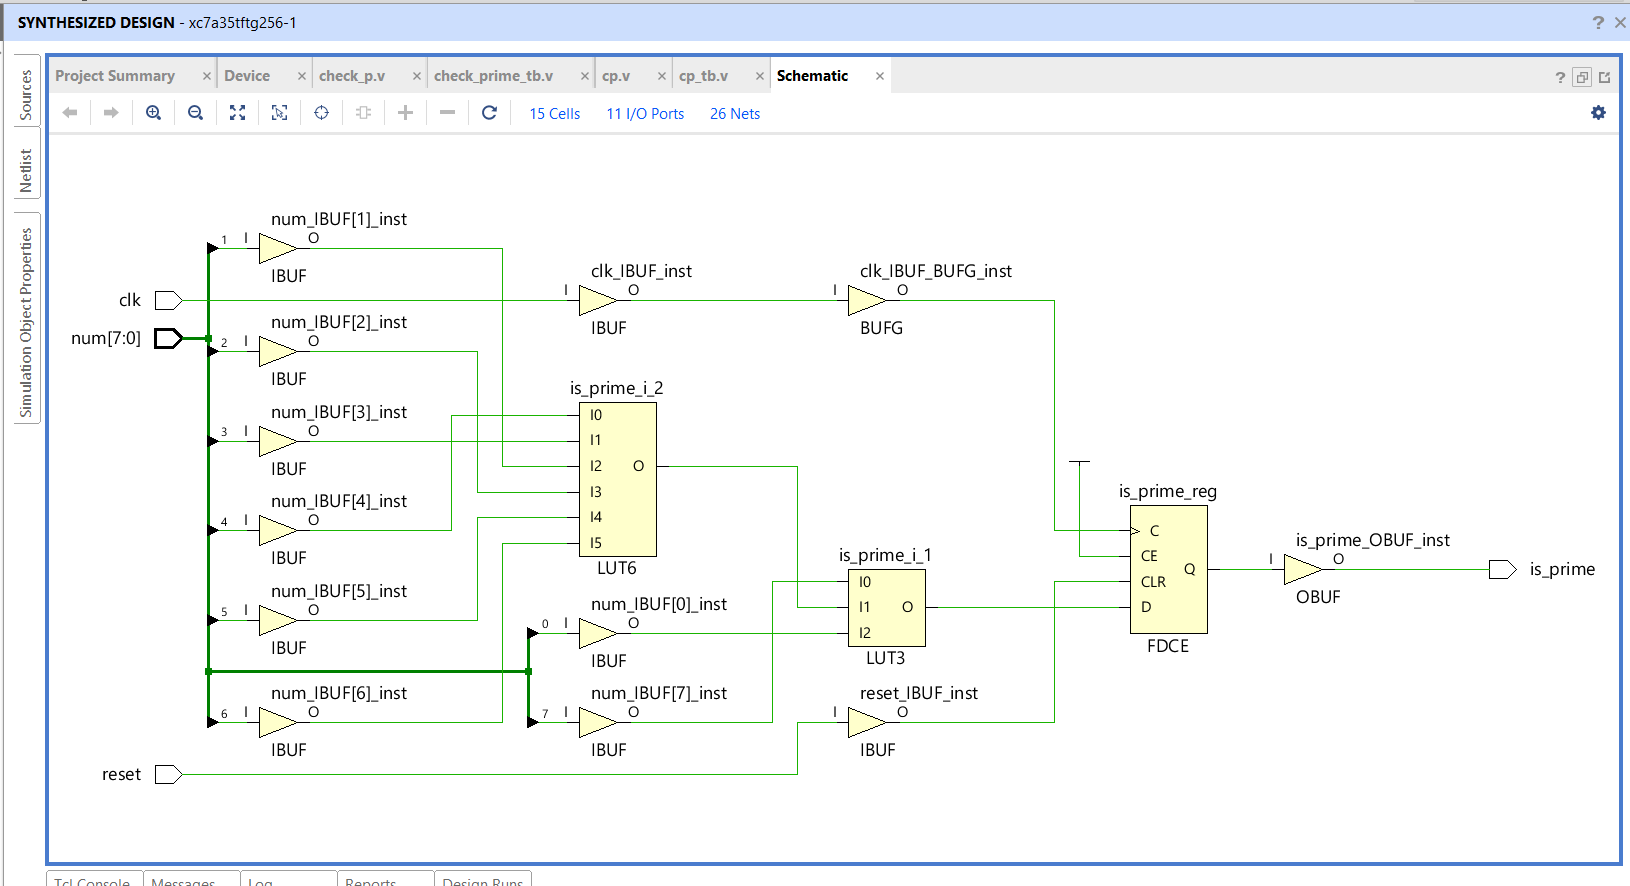 SYNTHESIZED DESIGN - xc7a35tftg256-1
? ×
Sources
Netlist
Simulation Object Properties
Project Summary × Device × check_p.v × check_prime_tb.v × cp.v × cp_tb.v × Schematic ×
?
15 Cells 11 I/O Ports 26 Nets
num_IBUF[1]_inst
1 I O
IBUF
clk_IBUF_inst
I O
IBUF
clk_IBUF_BUFG_inst
I O
BUFG
clk
num[7:0]
num_IBUF[2]_inst
2 I O
IBUF
num_IBUF[3]_inst
3 I O
IBUF
num_IBUF[4]_inst
4 I O
IBUF
num_IBUF[5]_inst
5 I O
IBUF
num_IBUF[6]_inst
6 I O
IBUF
reset
is_prime_i_2
I0
I1
I2 O
I3
I4
I5
LUT6
num_IBUF[0]_inst
0 I O
IBUF
num_IBUF[7]_inst
7 I O
IBUF
is_prime_i_1
I0
I1 O
I2
LUT3
reset_IBUF_inst
I O
IBUF
is_prime_reg
C
CE
Q
CLR
D
FDCE
is_prime_OBUF_inst
I O
OBUF
is_prime
Tcl Console Messages Log Reports Design Runs